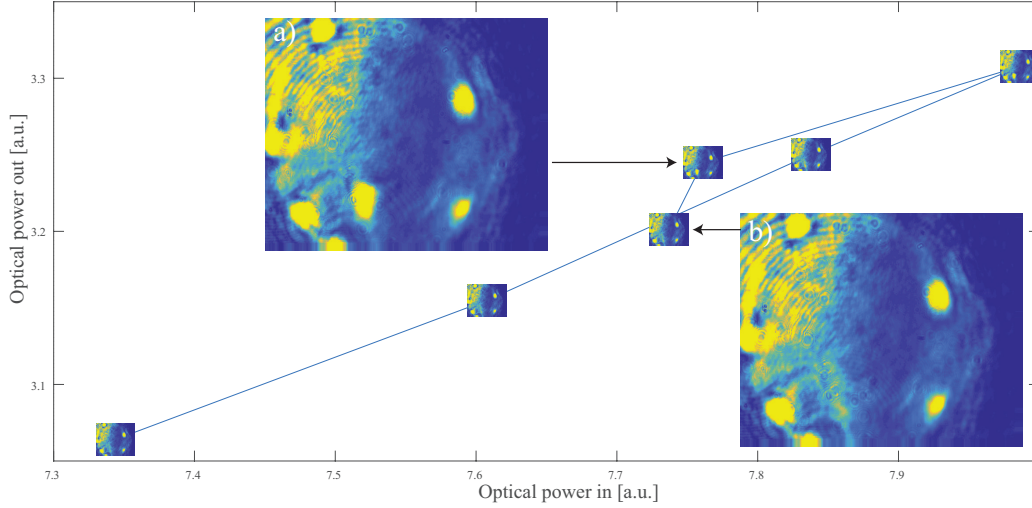 a)
3.3
3.2
b)
3.1
7.3 7.4 7.5 7.6 7.7 7.8 7.9
Optical power in [a.u.]
Optical power out [a.u.]